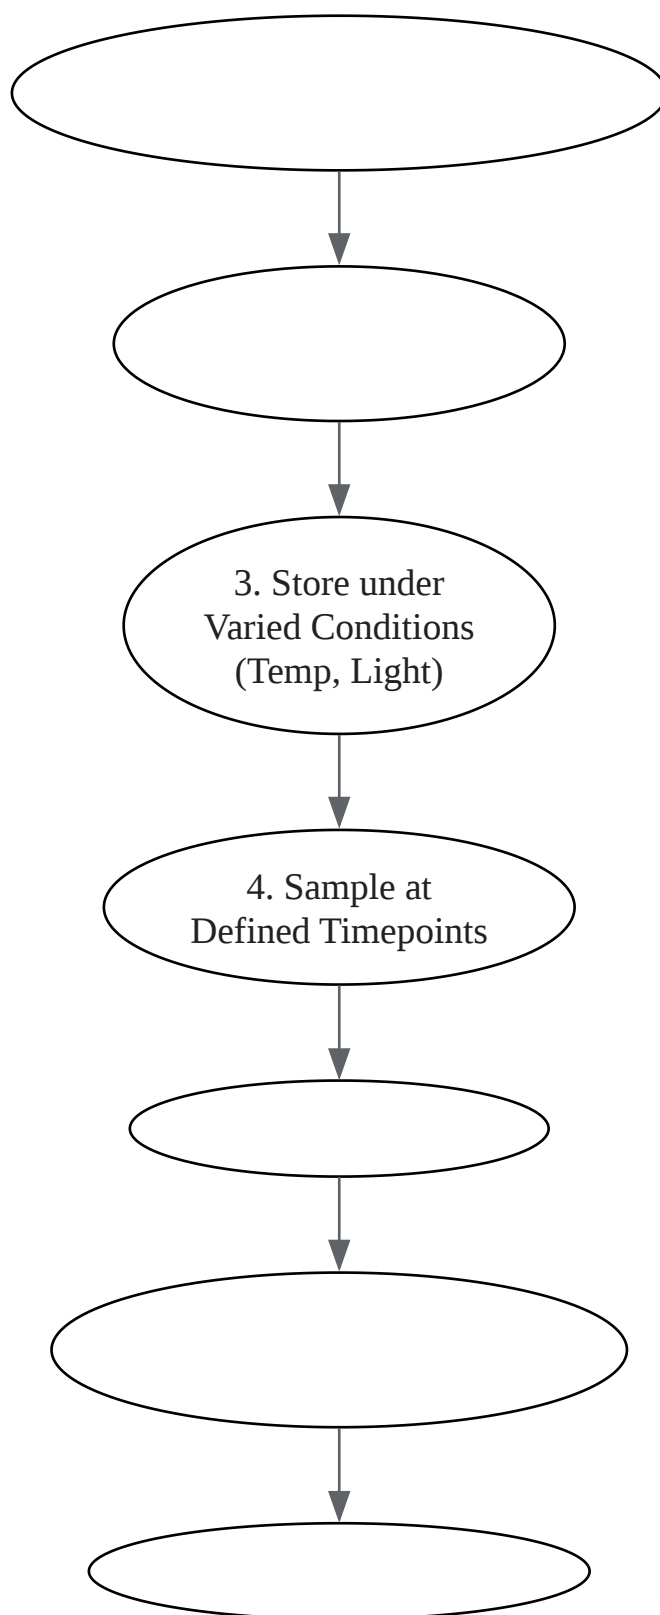 3. Store under
Varied Conditions
(Temp, Light)
4. Sample at
Defined Timepoints